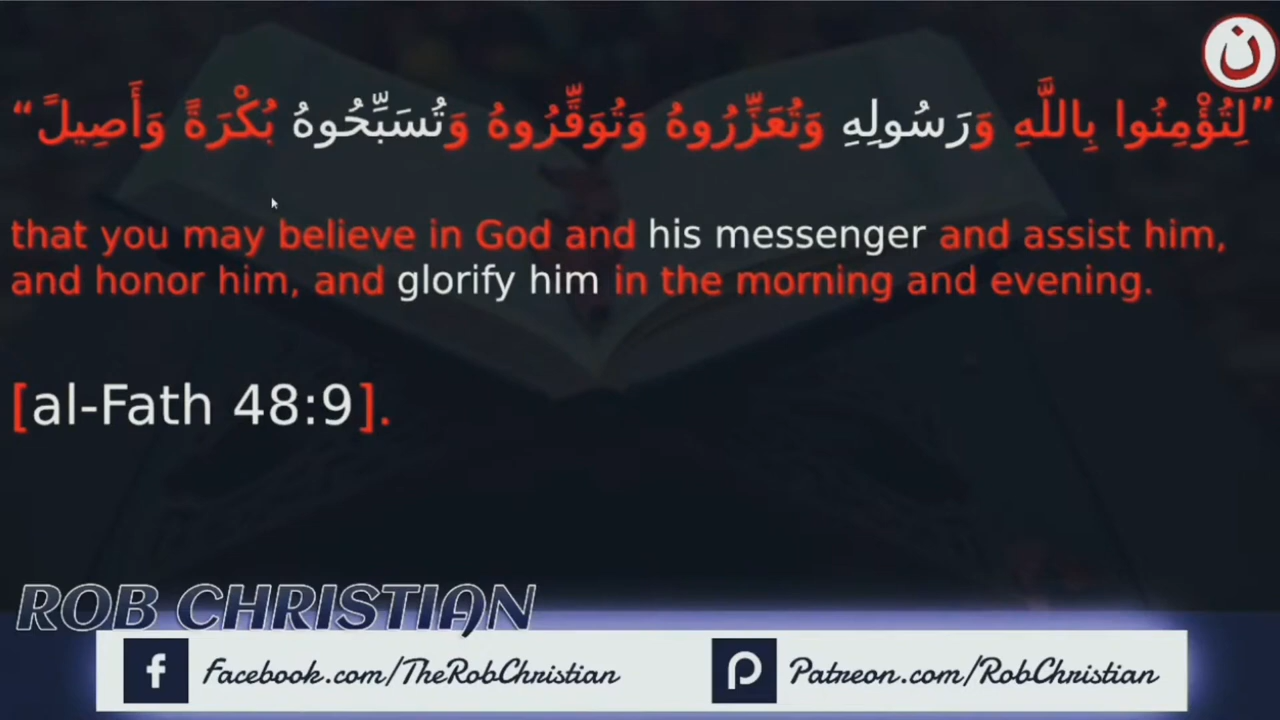 ن
”لِتُؤْمِنُوا بِاللَّهِ وَرَسُولِهِ وَتُعَزِّرُوهُ وَتُوَقِّرُوهُ وَتُسَبِّحُوهُ بُكْرَةً وَأَصِيلً“
that you may believe in God and his messenger and assist him,
and honor him, and glorify him in the morning and evening.
[al-Fath 48:9].
ROB CHRISTIAN
f Facebook.com/TheRobChristian
Patreon.com/RobChristian